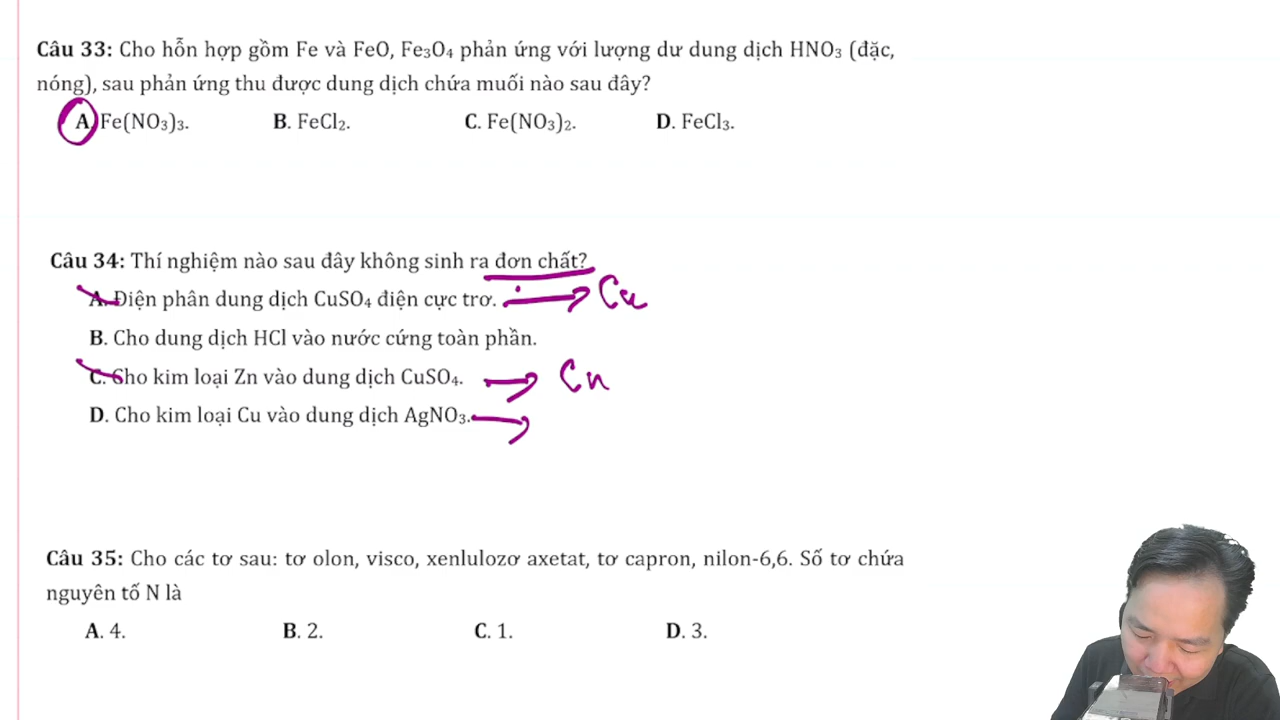 Câu 33: Cho hỗn hợp gồm Fe và FeO, Fe₃O₄ phản ứng với lượng dư dung dịch HNO₃ (đặc,
nóng), sau phản ứng thu được dung dịch chứa muối nào sau đây?
A. Fe(NO₃)₃. B. FeCl₂. C. Fe(NO₃)₂. D. FeCl₃.
Câu 34: Thí nghiệm nào sau đây không sinh ra đơn chất?
A. Điện phân dung dịch CuSO₄ điện cực trơ. → Cu
B. Cho dung dịch HCl vào nước cứng toàn phần.
C. Cho kim loại Zn vào dung dịch CuSO₄. → Cu
D. Cho kim loại Cu vào dung dịch AgNO₃. →
Câu 35: Cho các tơ sau: tơ olon, visco, xenlulozơ axetat, tơ capron, nilon-6,6. Số tơ chứa
nguyên tố N là
A. 4. B. 2. C. 1. D. 3.